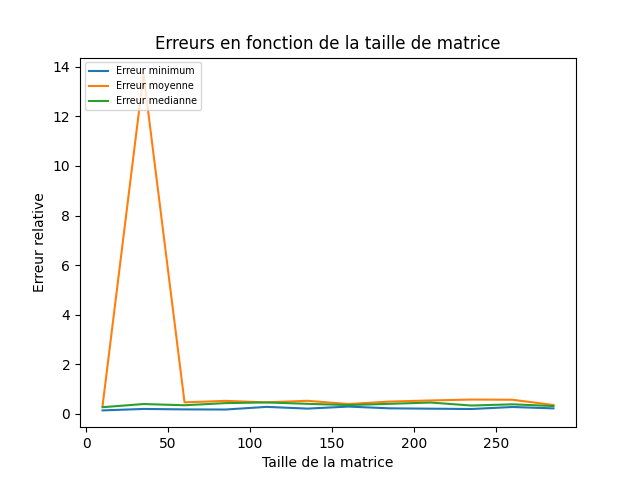 Erreurs en fonction de la taille de matrice
Erreur minimum
Erreur moyenne
Erreur medianne
14
12
10
8
6
4
2
0
Erreur relative
0 50 100 150 200 250
Taille de la matrice